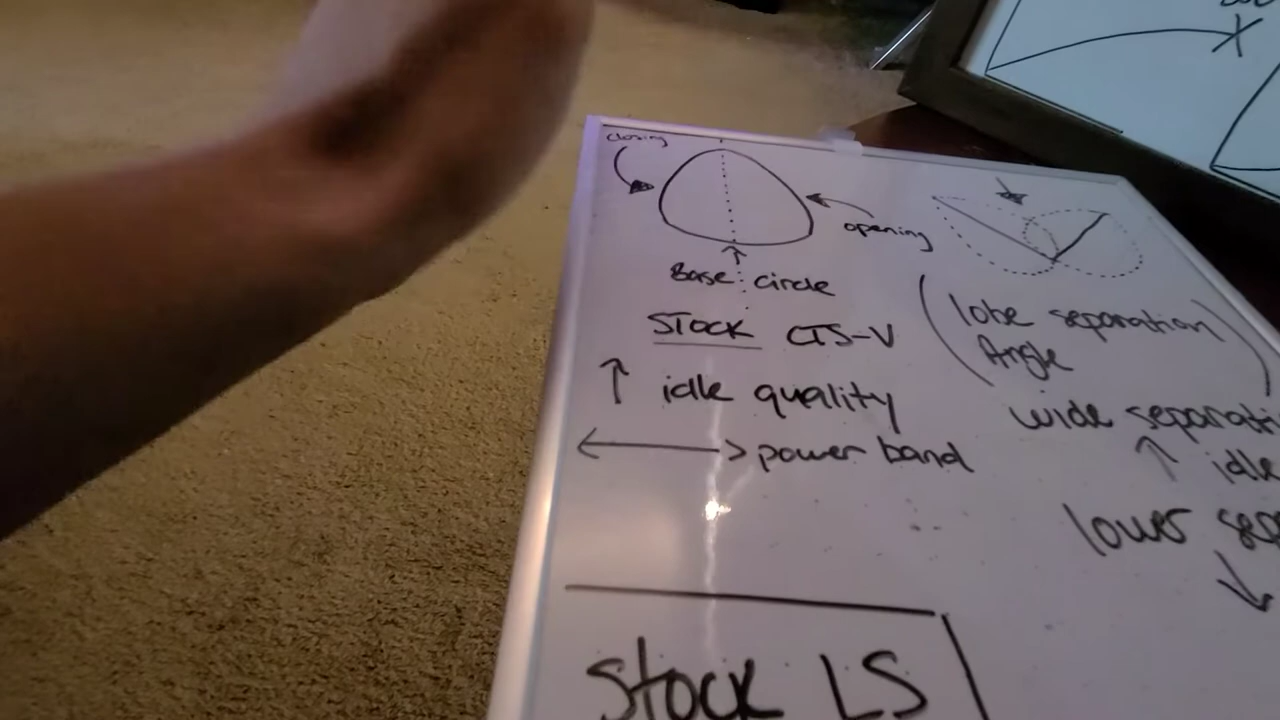 closing
opening
Base circle
STOCK CTS-V
↑ idle quality
power band
(lobe separation
Angle)
wide separati
↑ idle
lower sep
Stock LS
X